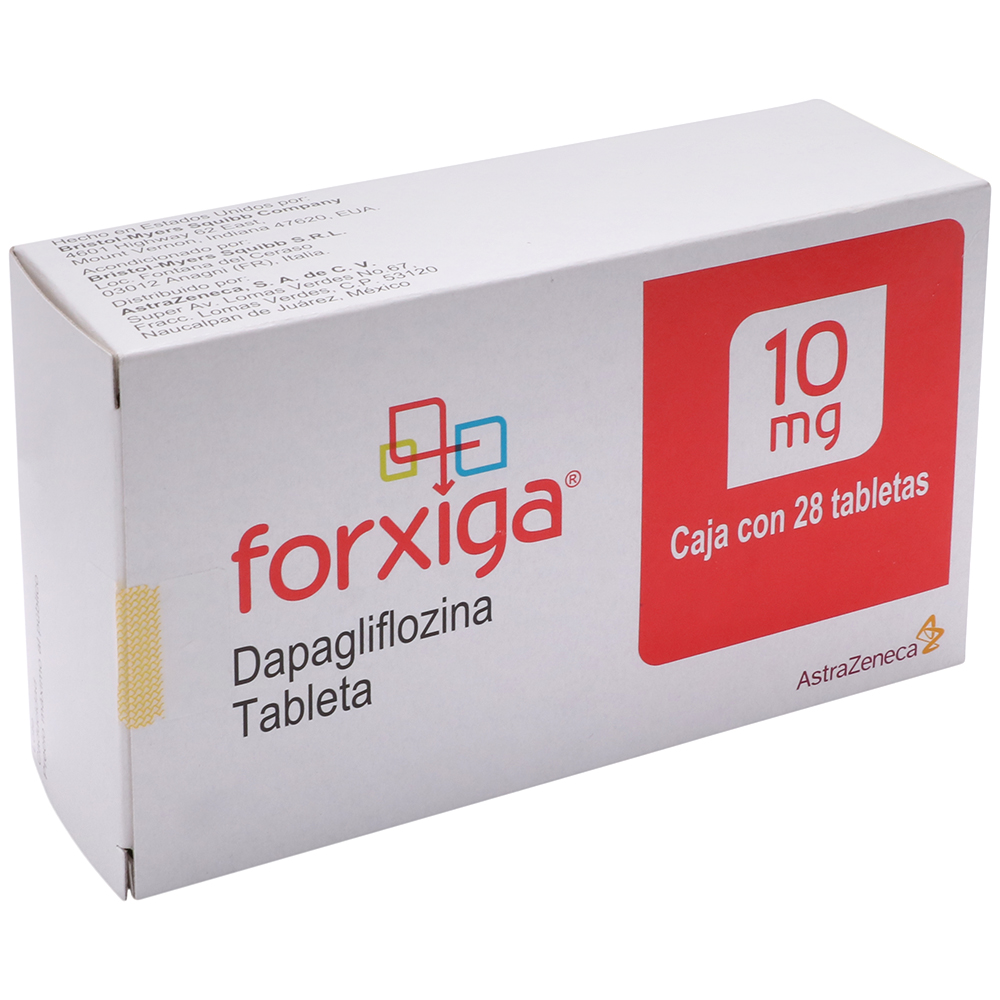 Hecho en Estados Unidos por:
Bristol-Myers Squibb Company
4601 Highway 62 East,
Mount Vernon, Indiana 47620, EUA.
Acondicionado por:
Bristol-Myers Squibb S.R.L.
Loc. Fontana del Ceraso
03012 Anagni (FR), Italia.
Distribuido por:
AstraZeneca, S. A. de C. V.
Super Av. Lomas Verdes No.67,
Fracc. Lomas Verdes, C.P. 53120
Naucalpan de Juárez, México
forxiga®
Dapagliflozina
Tableta
10
mg
Caja con 28 tabletas
AstraZeneca